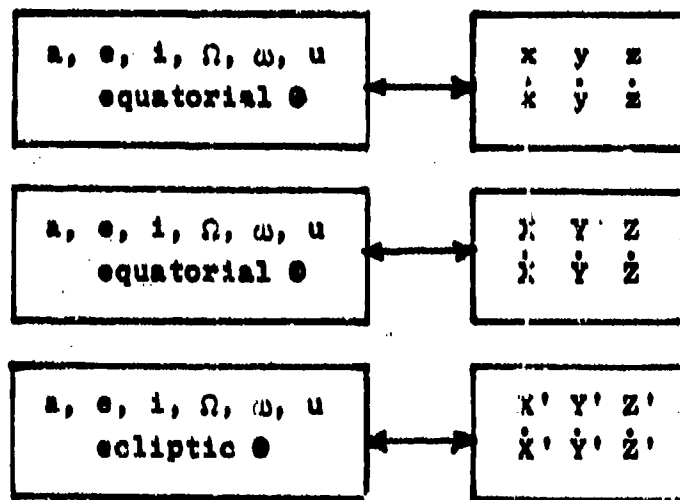 a, e, i, Ω, ω, u
equatorial
x y z
ẋ ẏ ż
a, e, i, Ω, ω, u
equatorial
X Y Z
Ẋ Ẏ Ż
a, e, i, Ω, ω, u
ecliptic
X' Y' Z'
Ẋ' Ẏ' Ż'